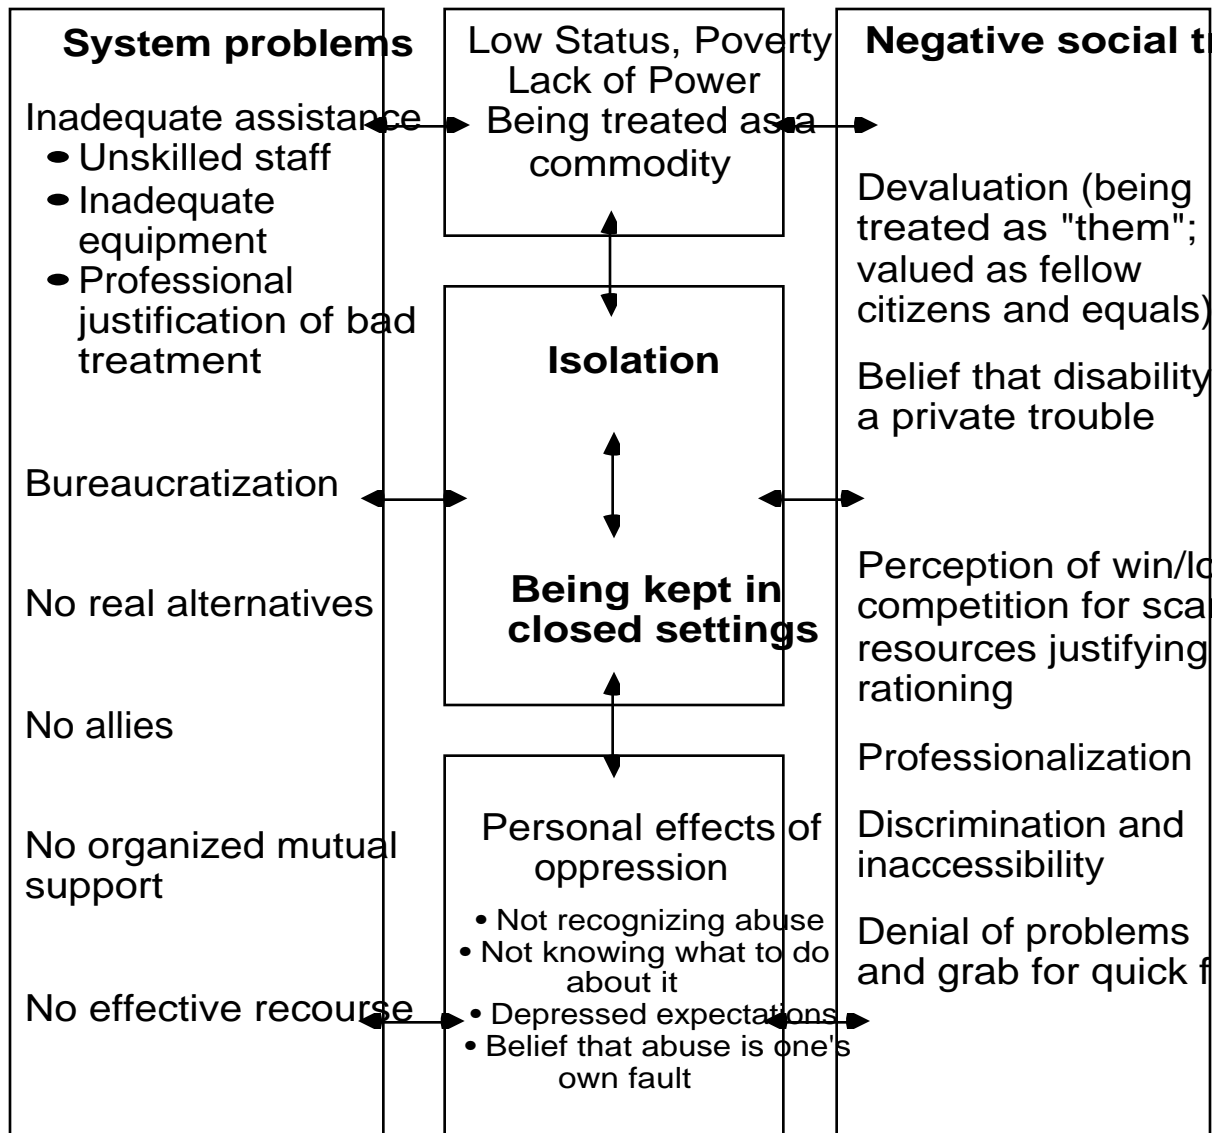 System problems
Inadequate assistance
• Unskilled staff
• Inadequate
equipment
• Professional
justification of bad
treatment
Bureaucratization
No real alternatives
No allies
No organized mutual
support
No effective recourse
Low Status, Poverty
Lack of Power
Being treated as a
commodity
Isolation
Being kept in
closed settings
Personal effects of
oppression
• Not recognizing abuse
• Not knowing what to do
about it
• Depressed expectations
• Belief that abuse is one's
own fault
Negative social
Devaluation (being
treated as "them";
valued as fellow
citizens and equals)
Belief that disability
a private trouble
Perception of
competition for
resources justifying
rationing
Professionalization
Discrimination and
inaccessibility
Denial of problems
and grab for quick